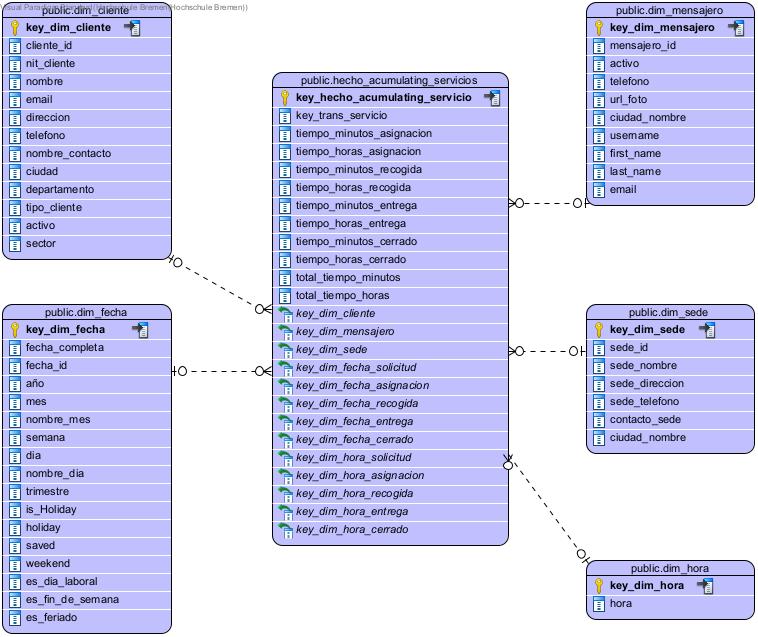 Visual Paradigm Standard(Hochschule Bremen(Hochschule Bremen))
public.dim_cliente
key_dim_cliente
cliente_id
nit_cliente
nombre
email
direccion
telefono
nombre_contacto
ciudad
departamento
tipo_cliente
activo
sector
public.dim_fecha
key_dim_fecha
fecha_completa
fecha_id
año
mes
nombre_mes
semana
dia
nombre_dia
trimestre
is_Holiday
holiday
saved
weekend
es_dia_laboral
es_fin_de_semana
es_feriado
public.hecho_acumulating_servicios
key_hecho_acumulating_servicio
key_trans_servicio
tiempo_minutos_asignacion
tiempo_horas_asignacion
tiempo_minutos_recogida
tiempo_horas_recogida
tiempo_minutos_entrega
tiempo_horas_entrega
tiempo_minutos_cerrado
tiempo_horas_cerrado
total_tiempo_minutos
total_tiempo_horas
key_dim_cliente
key_dim_mensajero
key_dim_sede
key_dim_fecha_solicitud
key_dim_fecha_asignacion
key_dim_fecha_recogida
key_dim_fecha_entrega
key_dim_fecha_cerrado
key_dim_hora_solicitud
key_dim_hora_asignacion
key_dim_hora_recogida
key_dim_hora_entrega
key_dim_hora_cerrado
public.dim_mensajero
key_dim_mensajero
mensajero_id
activo
telefono
url_foto
ciudad_nombre
username
first_name
last_name
email
public.dim_sede
key_dim_sede
sede_id
sede_nombre
sede_direccion
sede_telefono
contacto_sede
ciudad_nombre
public.dim_hora
key_dim_hora
hora